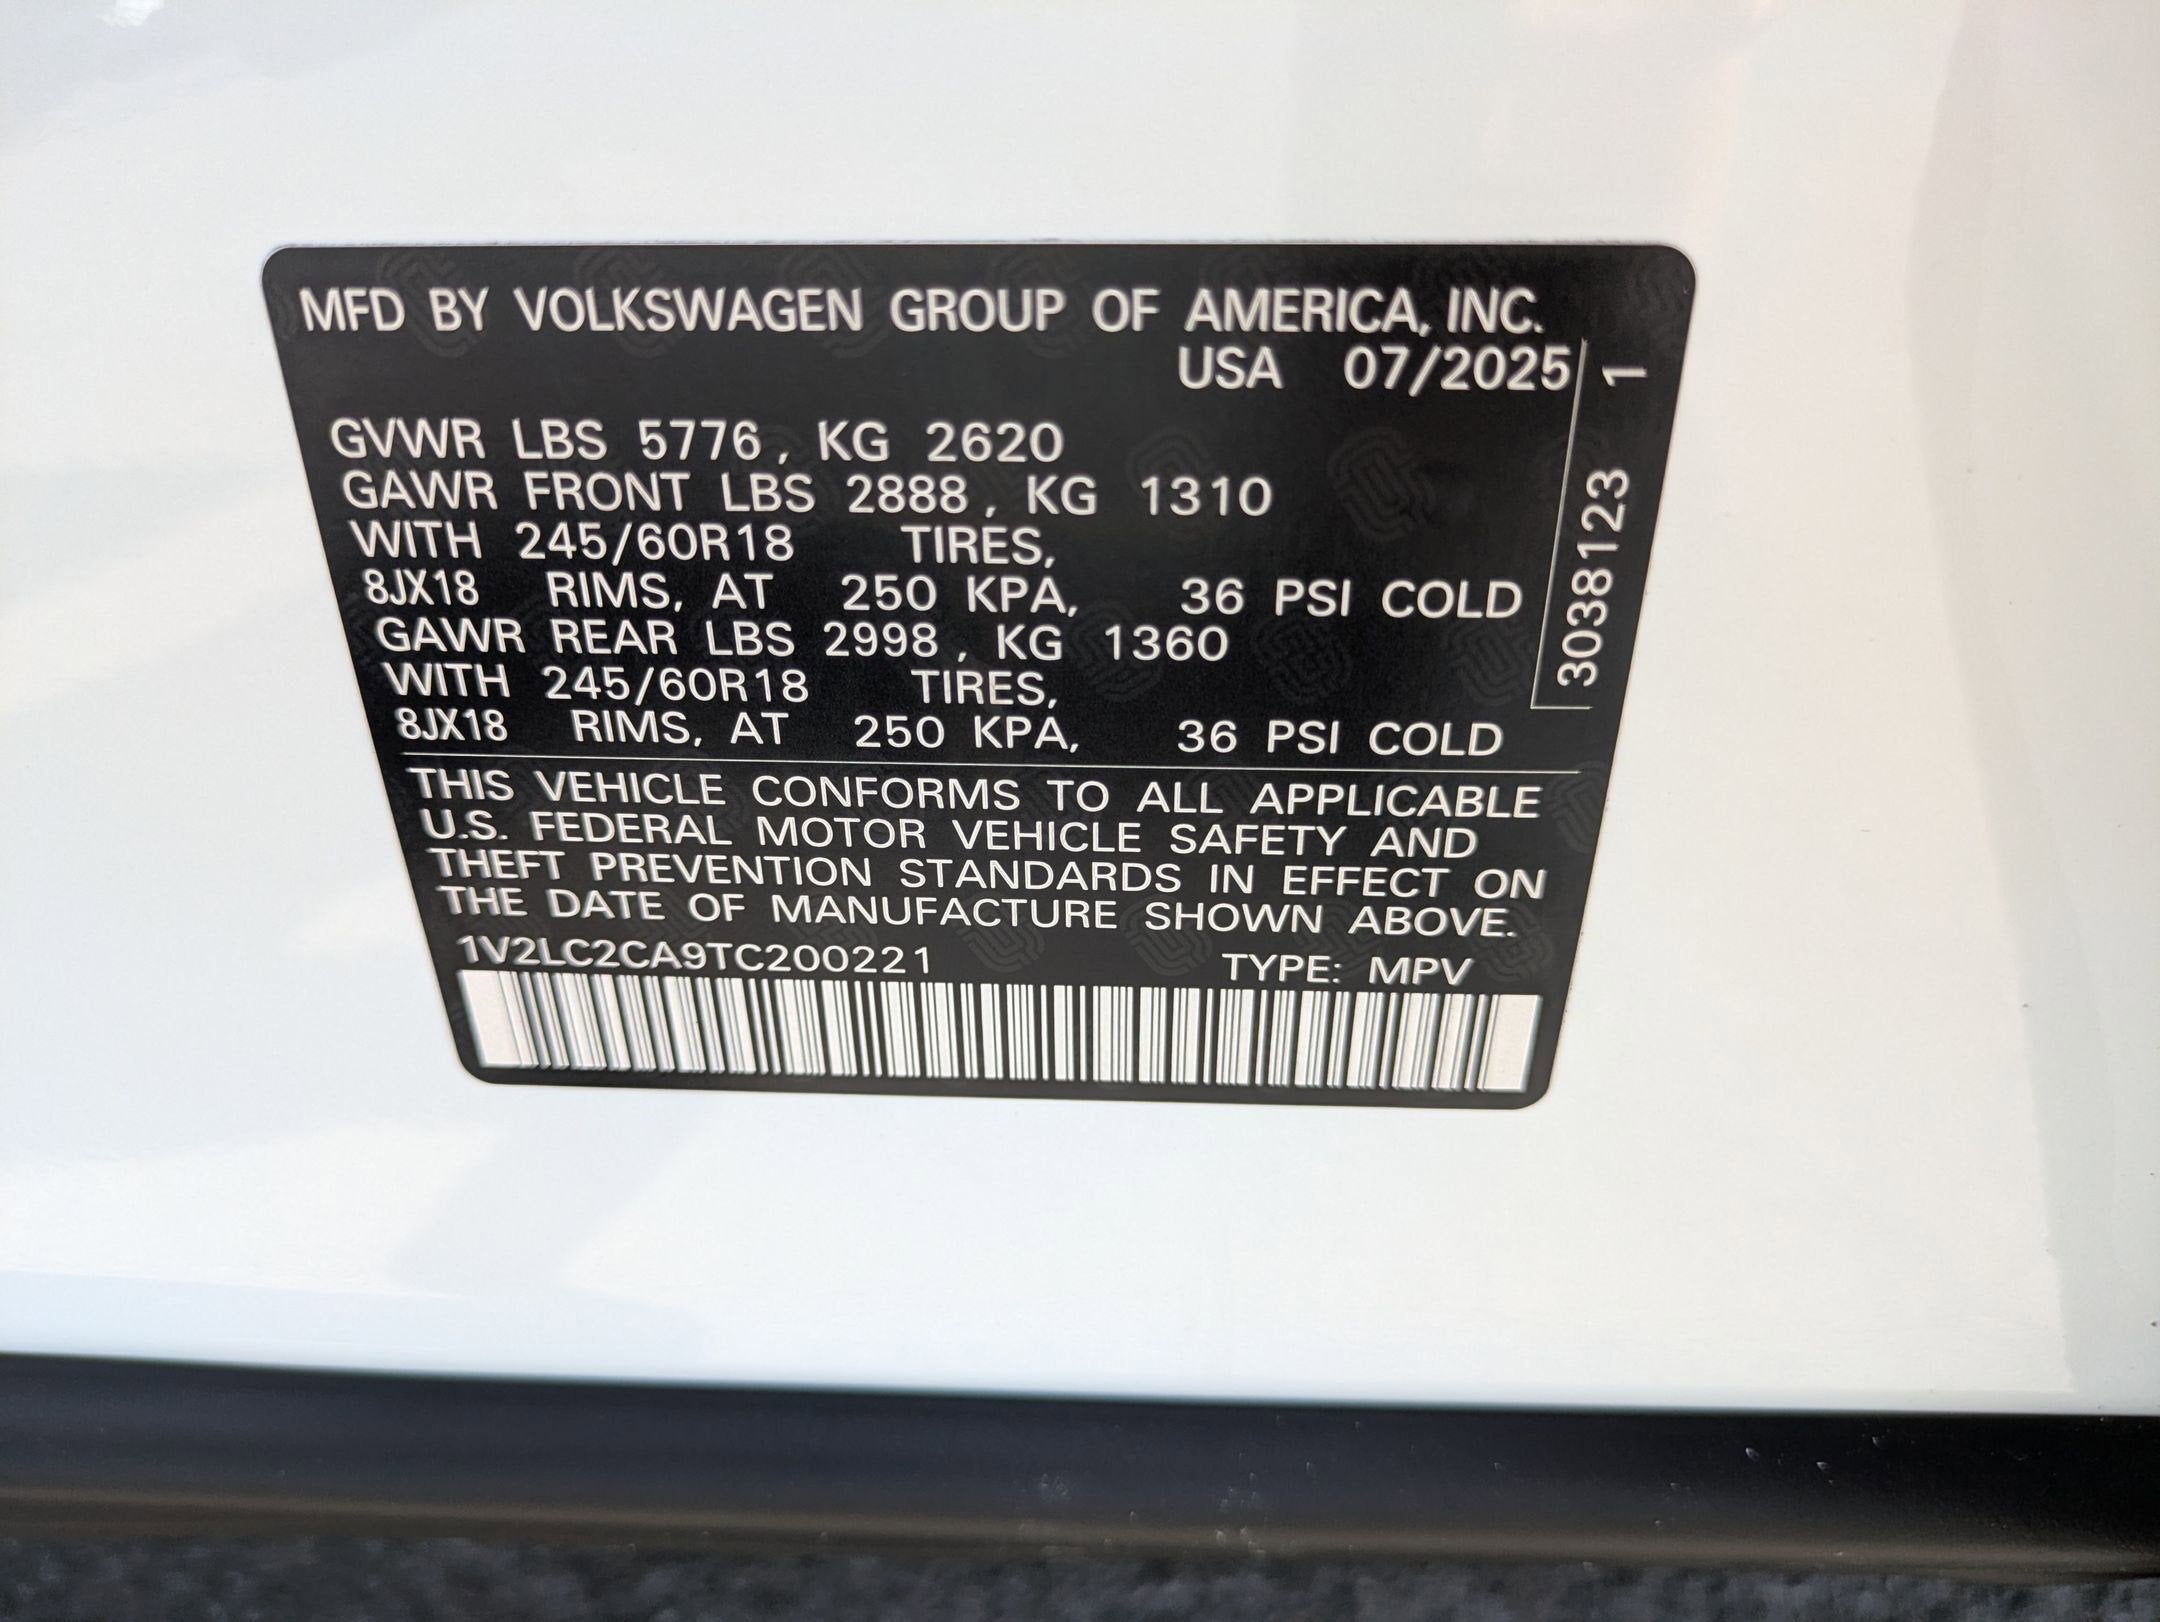 MFD BY VOLKSWAGEN GROUP OF AMERICA, INC.
USA 07/2025
GVWR LBS 5776, KG 2620
GAWR FRONT LBS 2888, KG 1310
WITH 245/60R18 TIRES,
8JX18 RIMS, AT 250 KPA, 36 PSI COLD
GAWR REAR LBS 2998, KG 1360
WITH 245/60R18 TIRES,
8JX18 RIMS, AT 250 KPA, 36 PSI COLD
THIS VEHICLE CONFORMS TO ALL APPLICABLE
U.S. FEDERAL MOTOR VEHICLE SAFETY AND
THEFT PREVENTION STANDARDS IN EFFECT ON
THE DATE OF MANUFACTURE SHOWN ABOVE.
1V2LC2CA9TC200221 TYPE: MPV
3038123 1